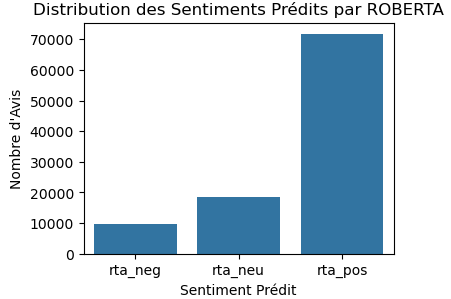 Distribution des Sentiments Prédits par ROBERTA
70000
60000
50000
40000
30000
20000
10000
0
Nombre d'Avis
rta_neg rta_neu rta_pos
Sentiment Prédit